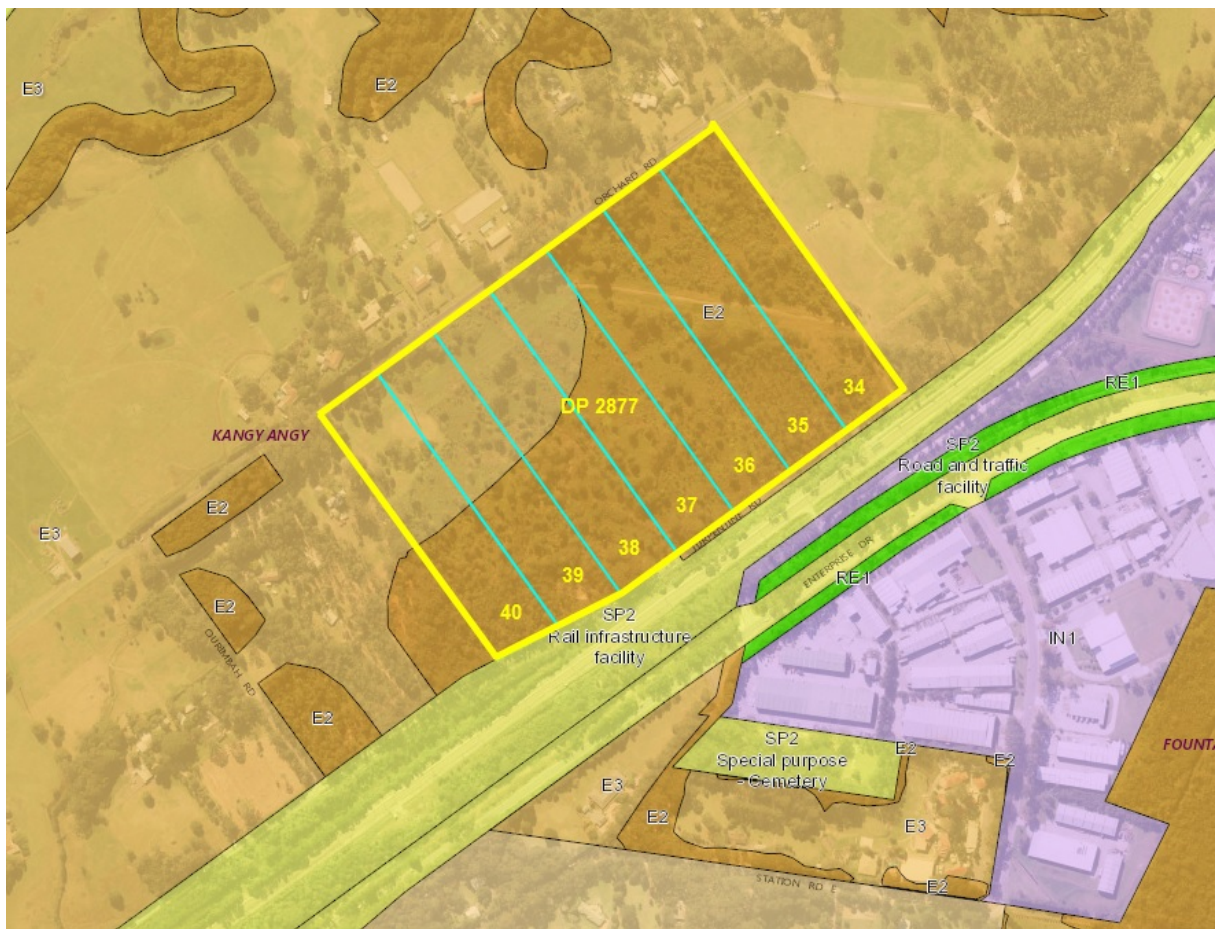 E3
E2
ORCHARD RD
E2
34
RE1
DP 2877
35
KANGY ANGY
SP2
Road and traffic
facility
36
E2
37
E3
38
ENTERPRISE DR
39
RE1
E2
40
SP2
Rail infrastructure
facility
IN1
OURIMBAH RD
E2
SP2
Special purpose
- Cemetery
E2
E2
FOUNTA
E3
E2
E3
STATION RD E
E2